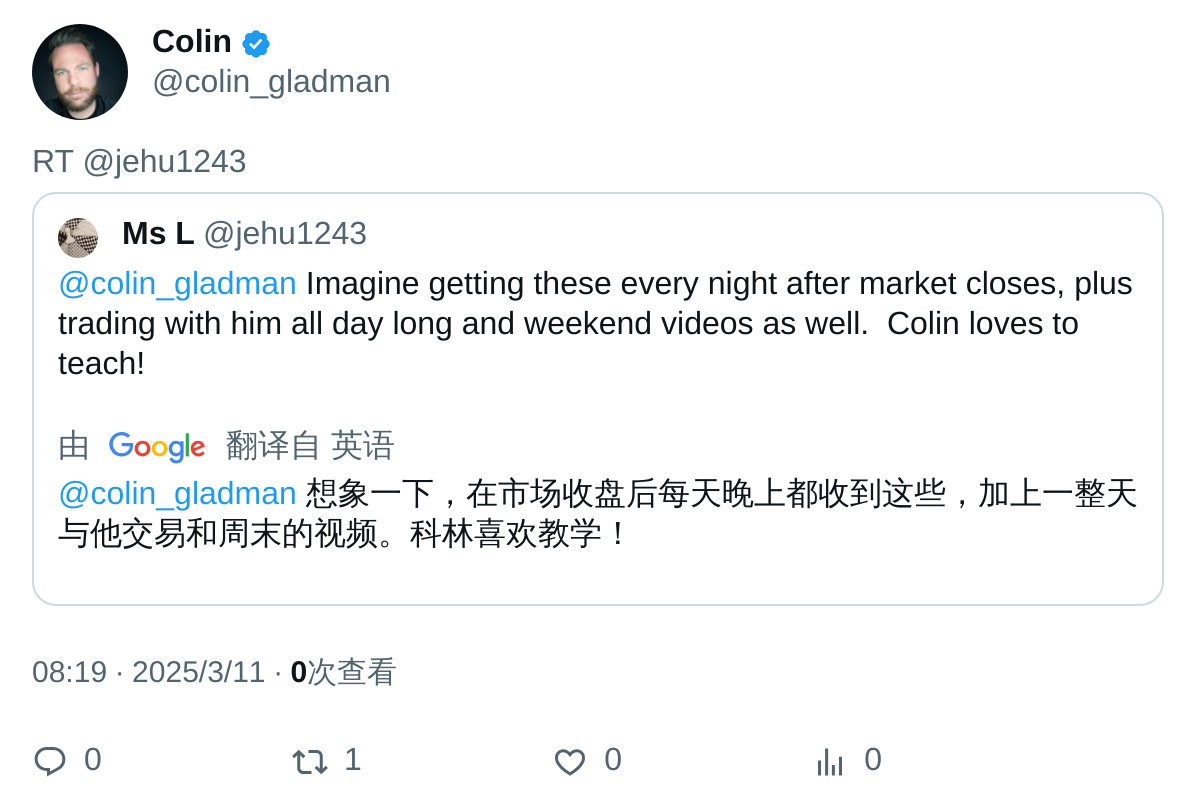 Colin
@colin_gladman
RT @jehu1243
Ms L @jehu1243
@colin_gladman Imagine getting these every night after market closes, plus
trading with him all day long and weekend videos as well.  Colin loves to
teach!
由 Google 翻译自 英语
@colin_gladman 想象一下，在市场收盘后每天晚上都收到这些，加上一整天
与他交易和周末的视频。科林喜欢教学！
08:19 · 2025/3/11 · 0次查看
0 1 0 0